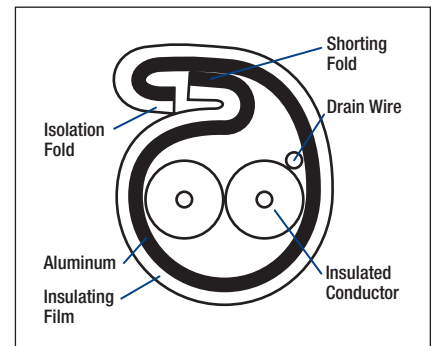 Shorting
Fold
Drain Wire
Isolation
Fold
Aluminum
Insulating
Film
Insulated
Conductor